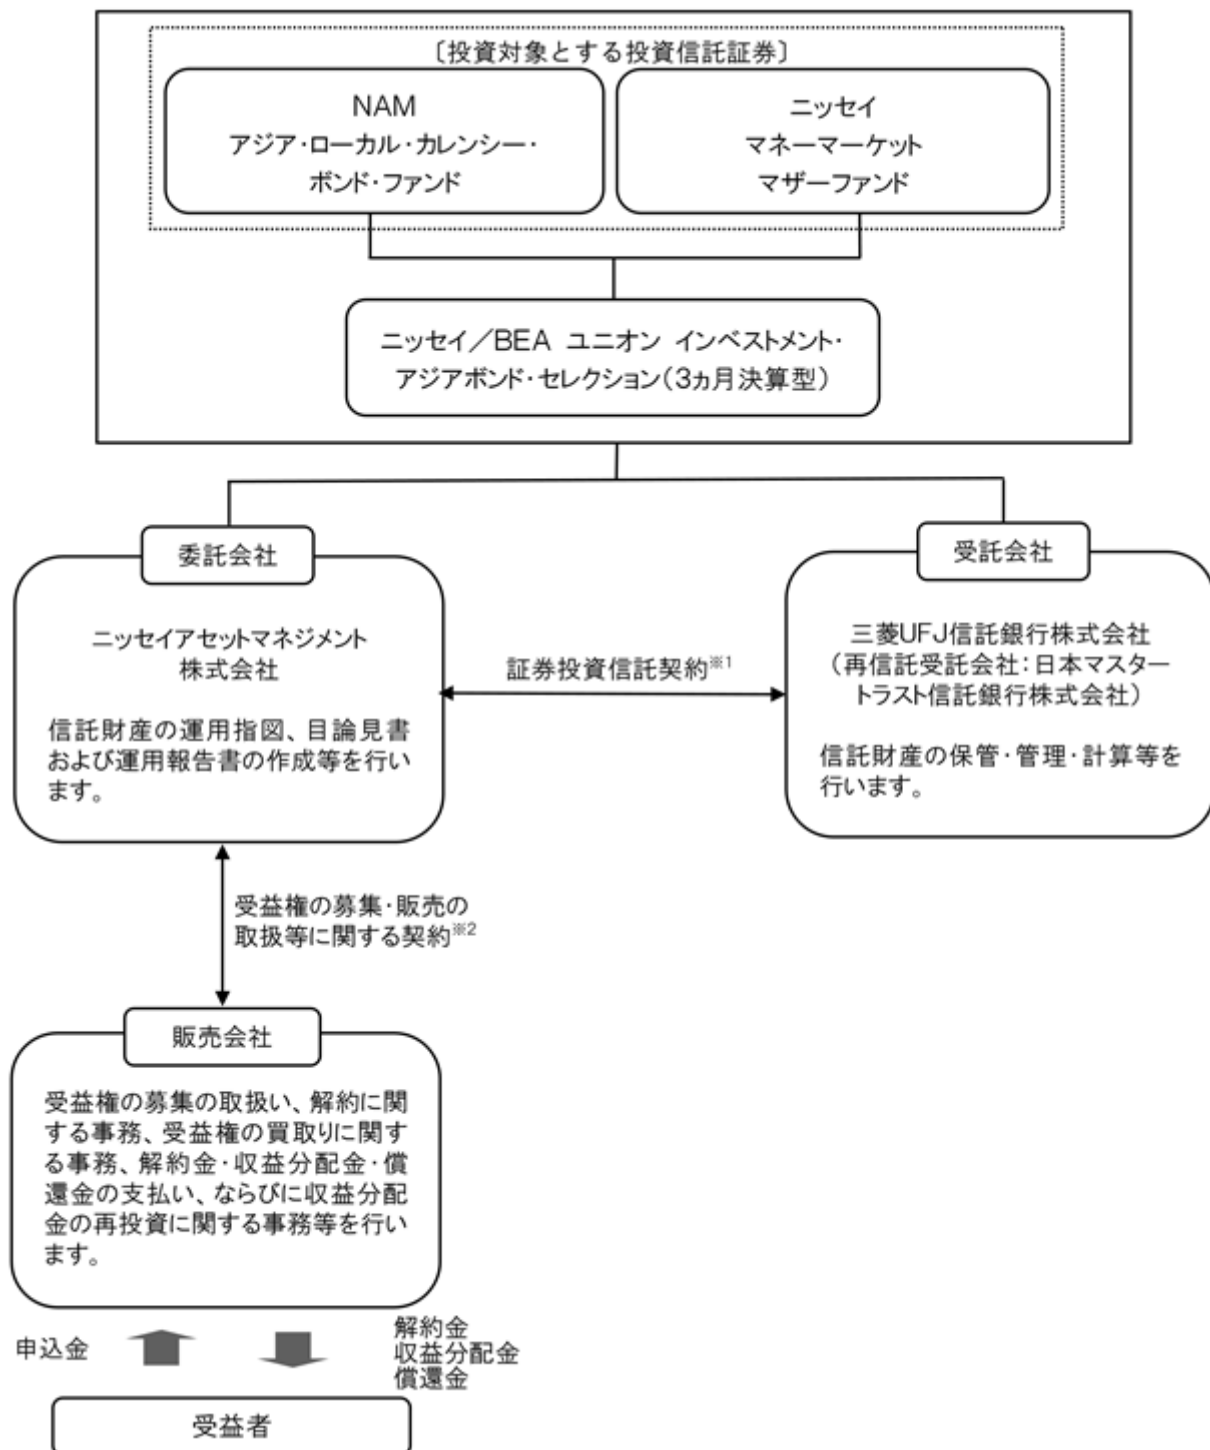 〔投資対象とする投資信託証券〕
NAM
アジア・ローカル・カレンシー・
ボンド・ファンド
ニッセイ
マネーマーケット
マザーファンド
ニッセイ／BEA ユニオン インベストメント・
アジアボンド・セレクション（3ヵ月決算型）
委託会社
ニッセイアセットマネジメント
株式会社
信託財産の運用指図、目論見書
および運用報告書の作成等を行い
ます。
証券投資信託契約※1
受託会社
三菱UFJ信託銀行株式会社
（再信託受託会社：日本マスター
トラスト信託銀行株式会社）
信託財産の保管・管理・計算等を
行います。
受益権の募集・販売の
取扱等に関する契約※2
販売会社
受益権の募集の取扱い、解約に関
する事務、受益権の買取りに関す
る事務、解約金・収益分配金・償
還金の支払い、ならびに収益分配
金の再投資に関する事務等を行い
ます。
申込金
解約金
収益分配金
償還金
受益者